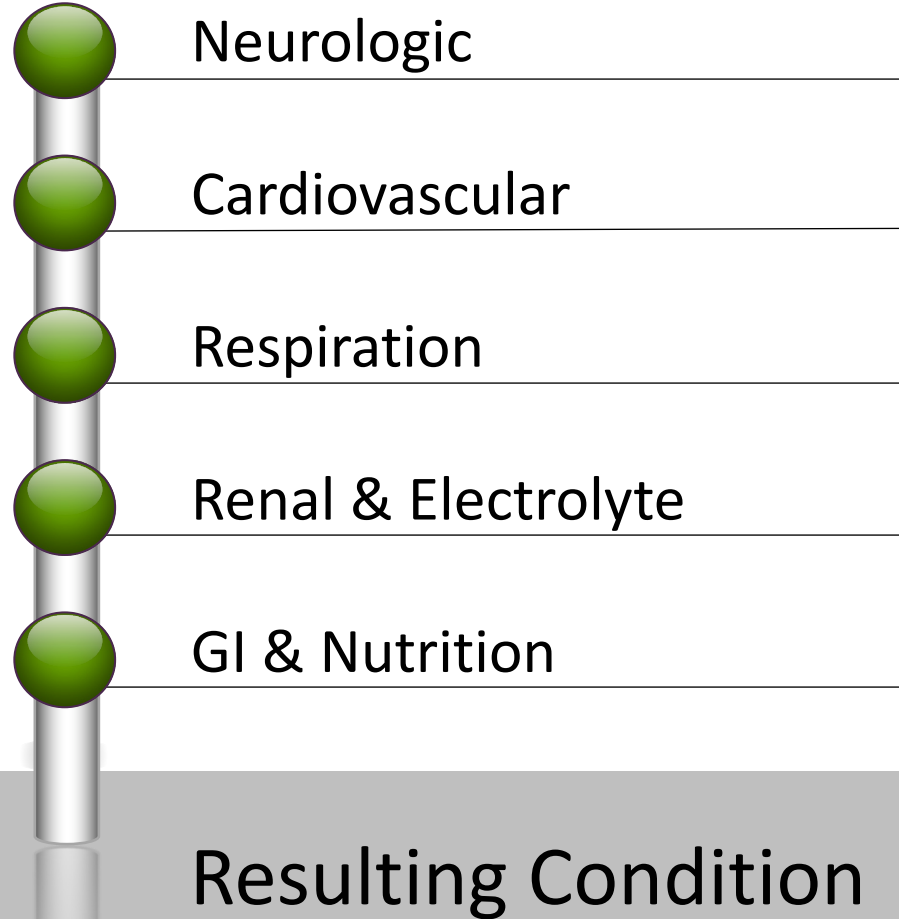 Neurologic
Cardiovascular
Respiration
Renal & Electrolyte
GI & Nutrition
Resulting Condition